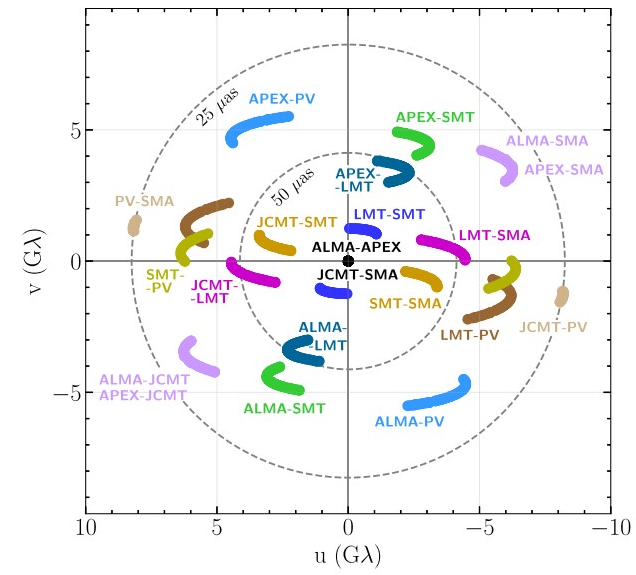 25 μas
APEX-PV
APEX-SMT
ALMA-SMA
APEX-
-LMT
APEX-SMA
50 μas
PV-SMA
JCMT-SMT
LMT-SMT
LMT-SMA
ALMA-APEX
SMT-
-PV
JCMT-
-LMT
JCMT-SMA
SMT-SMA
LMT-PV
JCMT-PV
ALMA-
-LMT
ALMA-JCMT
APEX-JCMT
ALMA-SMT
ALMA-PV
5
0
−5
v (Gλ)
10 5 0 −5 −10
u (Gλ)